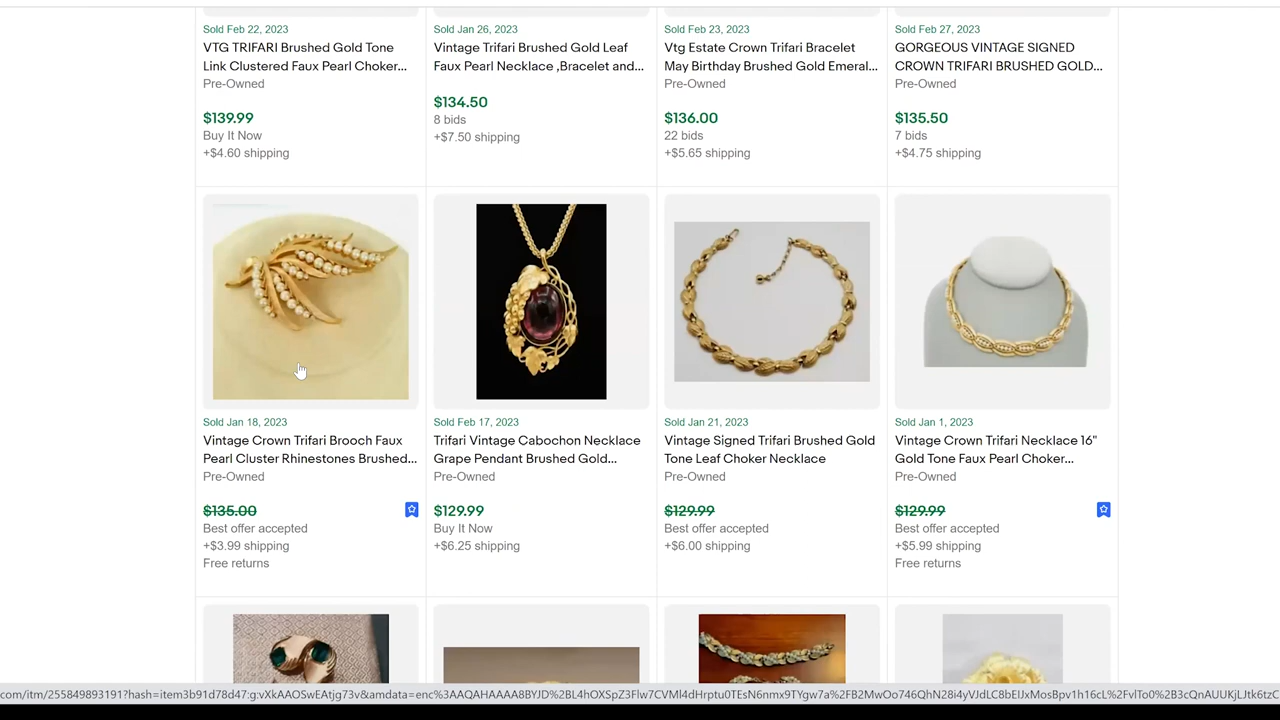 Sold Feb 22, 2023
VTG TRIFARI Brushed Gold Tone
Link Clustered Faux Pearl Choker...
Pre-Owned
$139.99
Buy It Now
+$4.60 shipping
Sold Jan 26, 2023
Vintage Trifari Brushed Gold Leaf
Faux Pearl Necklace ,Bracelet and...
$134.50
8 bids
+$7.50 shipping
Sold Feb 23, 2023
Vtg Estate Crown Trifari Bracelet
May Birthday Brushed Gold Emeral...
Pre-Owned
$136.00
22 bids
+$5.65 shipping
Sold Feb 27, 2023
GORGEOUS VINTAGE SIGNED
CROWN TRIFARI BRUSHED GOLD...
Pre-Owned
$135.50
7 bids
+$4.75 shipping
Sold Jan 18, 2023
Vintage Crown Trifari Brooch Faux
Pearl Cluster Rhinestones Brushed...
Pre-Owned
$135.00
Best offer accepted
+$3.99 shipping
Free returns
Sold Feb 17, 2023
Trifari Vintage Cabochon Necklace
Grape Pendant Brushed Gold...
Pre-Owned
$129.99
Buy It Now
+$6.25 shipping
Sold Jan 21, 2023
Vintage Signed Trifari Brushed Gold
Tone Leaf Choker Necklace
Pre-Owned
$129.99
Best offer accepted
+$6.00 shipping
Sold Jan 1, 2023
Vintage Crown Trifari Necklace 16"
Gold Tone Faux Pearl Choker...
Pre-Owned
$129.99
Best offer accepted
+$5.99 shipping
Free returns